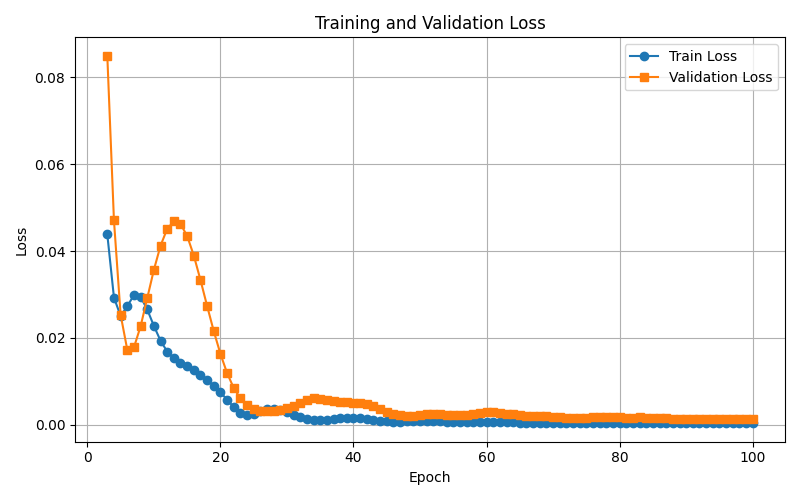 Training and Validation Loss
Train Loss
Validation Loss
Loss
0.08
0.06
0.04
0.02
0.00
0 20 40 60 80 100
Epoch